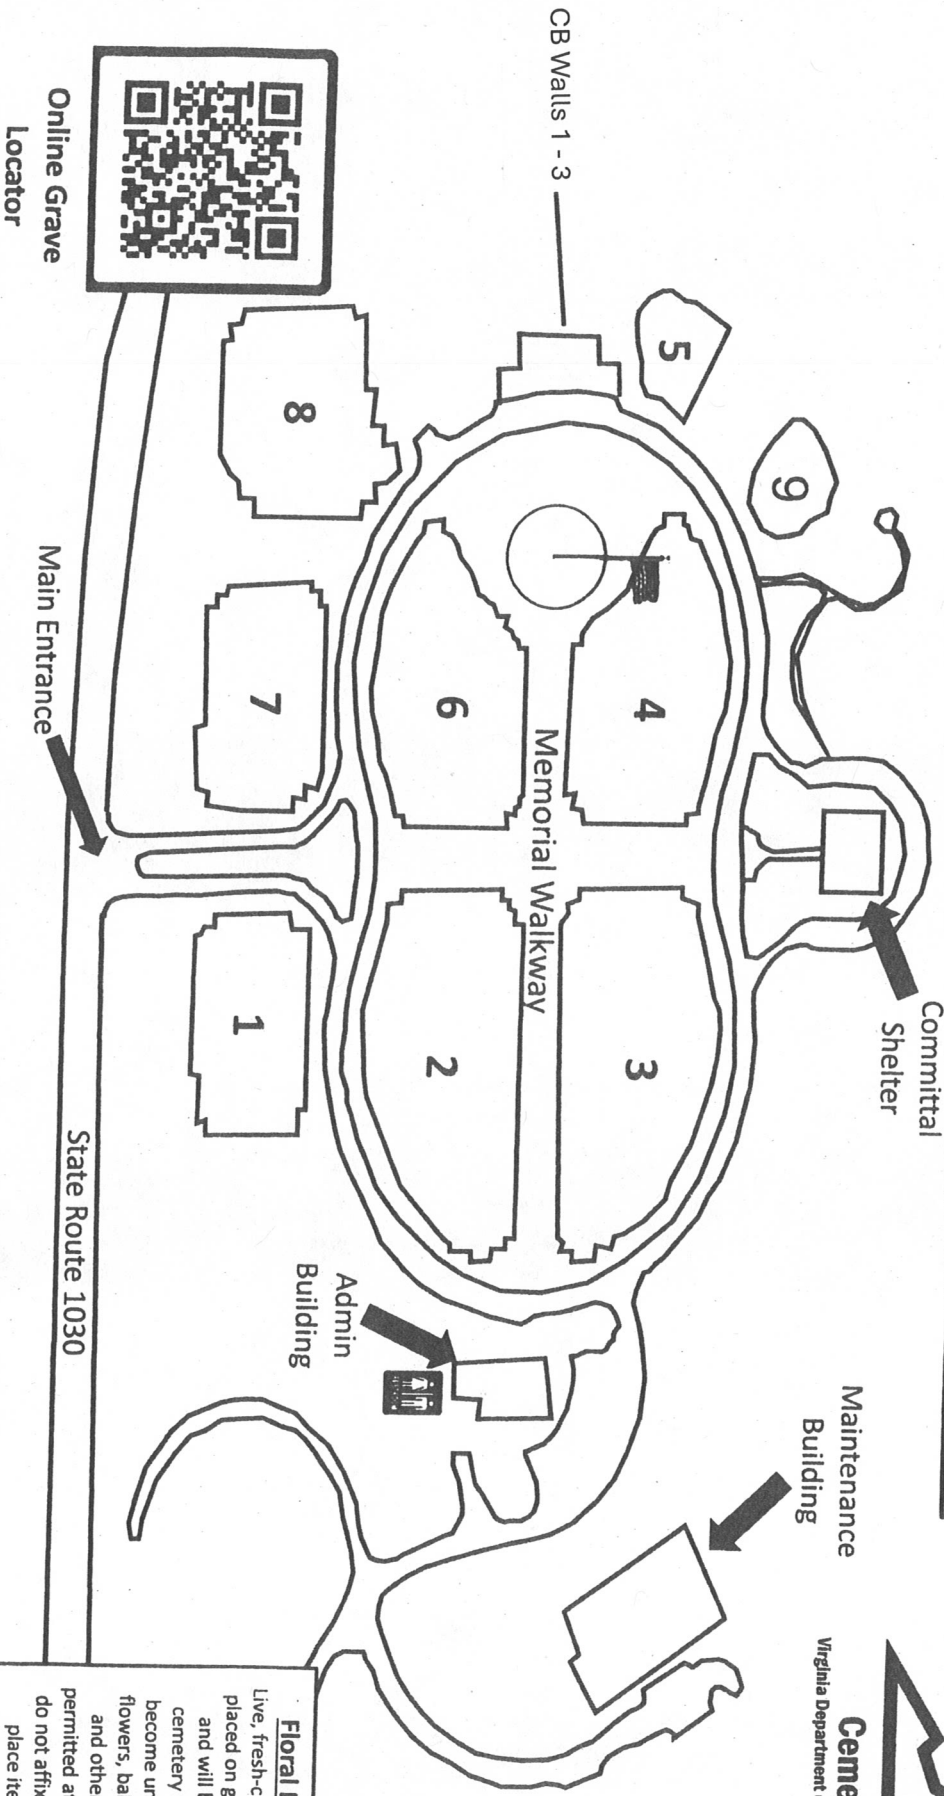 Ceme
Virginia Department
Committal
Shelter
Maintenance
Building
9
5
4
3
CB Walls 1 - 3
Memorial Walkway
6
2
Admin
Building
8
7
1
Main Entrance
State Route 1030
Online Grave
Locator
Floral
Live, fresh-c
placed on g
and will
cemetery
become un
flowers, ba
and othe
permitted a
do not affix
place ite